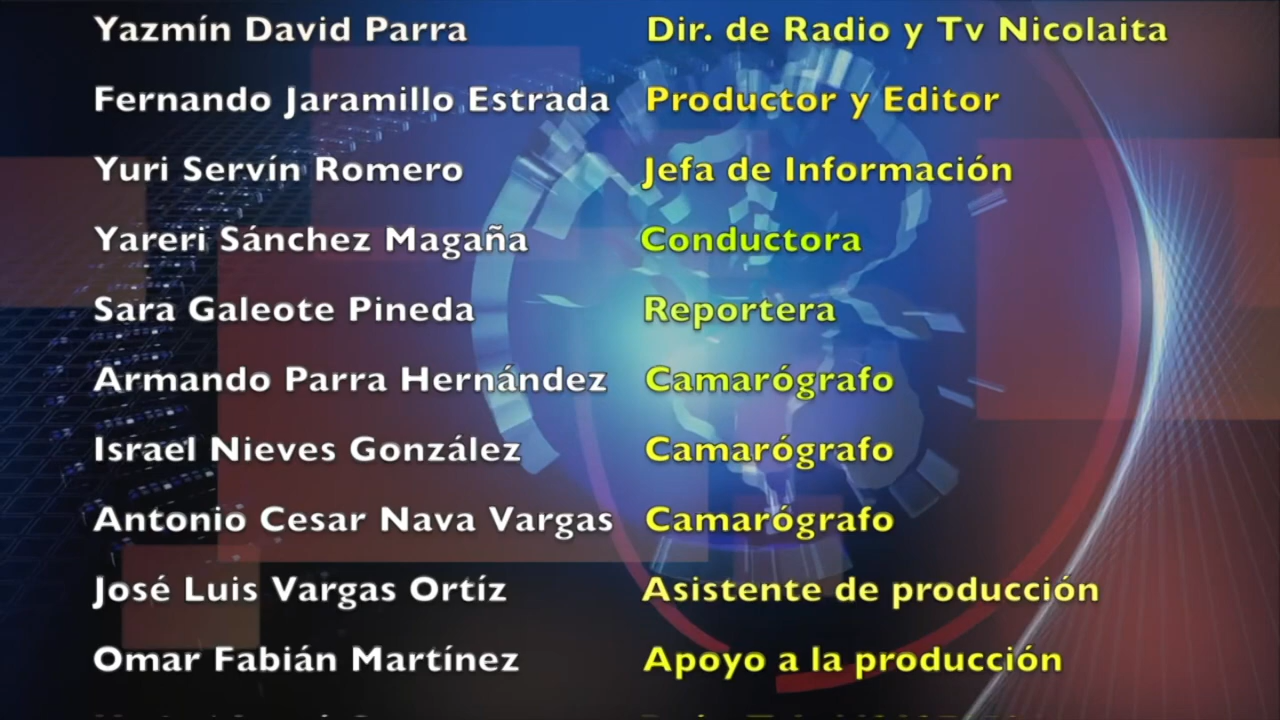 Yazmín David Parra Dir. de Radio y Tv Nicolaita
Fernando Jaramillo Estrada Productor y Editor
Yuri Servín Romero Jefa de Información
Yareri Sánchez Magaña Conductora
Sara Galeote Pineda Reportera
Armando Parra Hernández Camarógrafo
Israel Nieves González Camarógrafo
Antonio Cesar Nava Vargas Camarógrafo
José Luis Vargas Ortíz Asistente de producción
Omar Fabián Martínez Apoyo a la producción